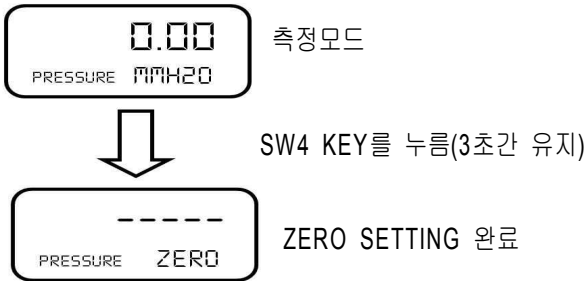 0.00
측정모드
PRESSURE MMH2O
SW4 KEY를 누름(3초간 유지)
-----
ZERO SETTING 완료
PRESSURE ZERO